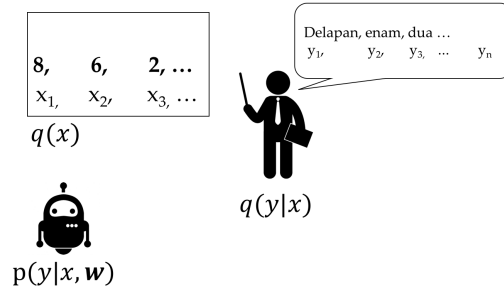 8, 6, 2, …
x1, x2, x3, …
q(x)
Delapan, enam, dua …
y1, y2, y3, … yn
q(y|x)
p(y|x, w)